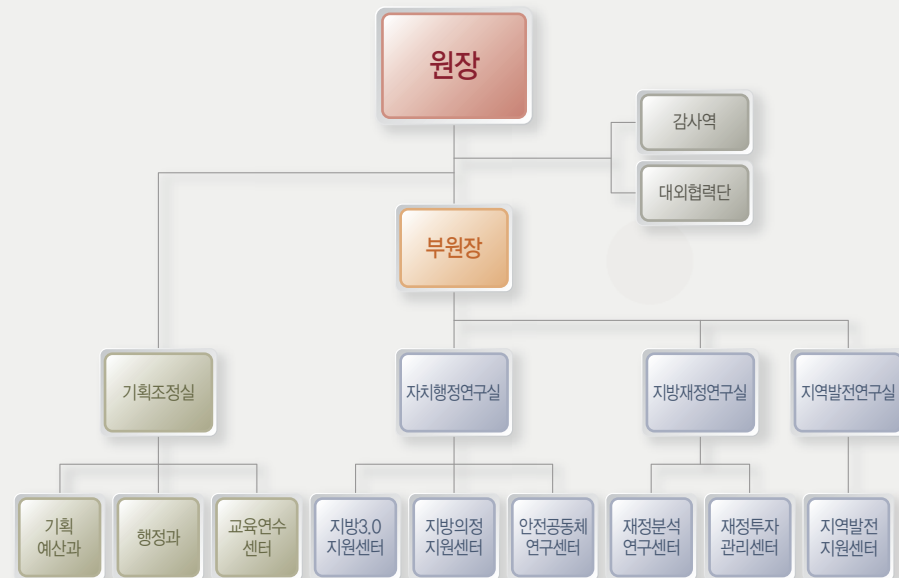 원장
감사역
대외협력단
부원장
기획조정실
자치행정연구실
지방재정연구실
지역발전연구실
기획
예산과
행정과
교육연수
센터
지방3.0
지원센터
지방의정
지원센터
안전공동체
연구센터
재정분석
연구센터
재정투자
관리센터
지역발전
지원센터